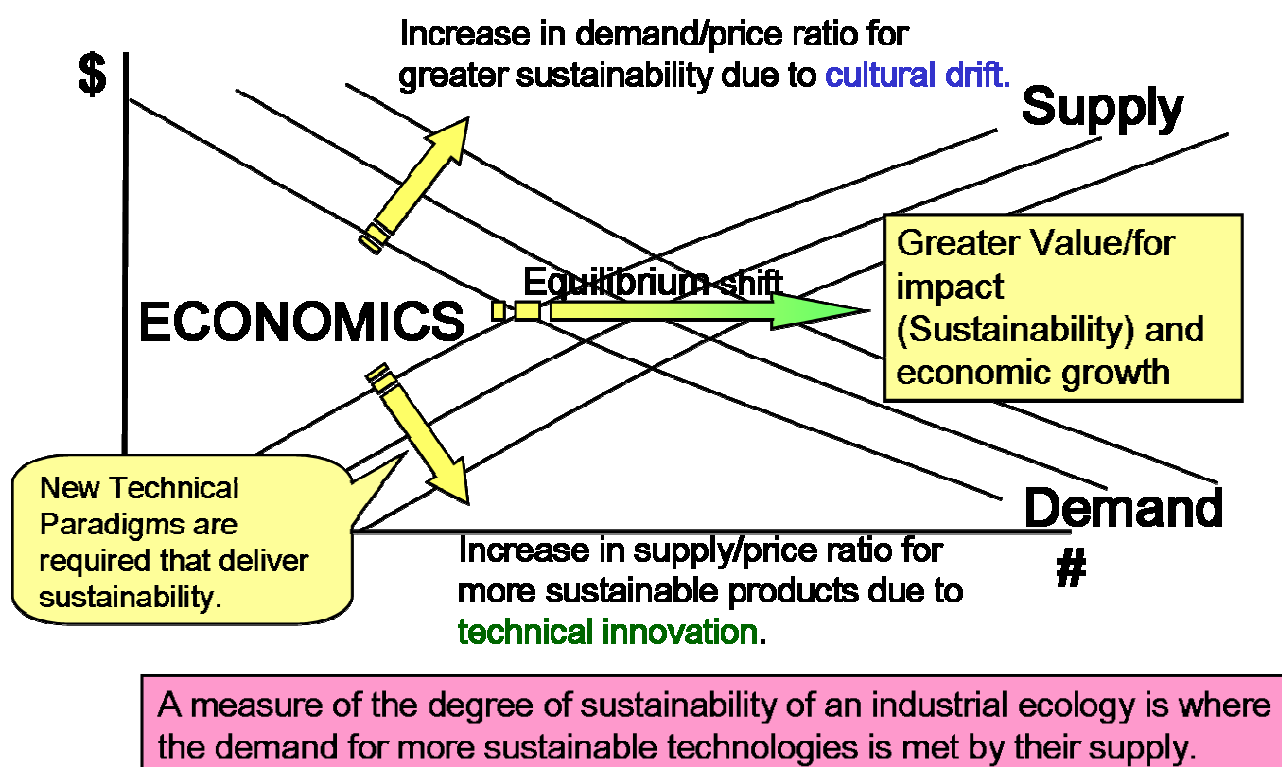 Increase in demand/price ratio for
greater sustainability due to cultural drift.
$
Supply
Greater Value/for
impact
(Sustainability) and
economic growth
Equilibrium shift
ECONOMICS
New Technical
Paradigms are
required that deliver
sustainability.
Demand
#
Increase in supply/price ratio for
more sustainable products due to
technical innovation.
A measure of the degree of sustainability of an industrial ecology is where
the demand for more sustainable technologies is met by their supply.